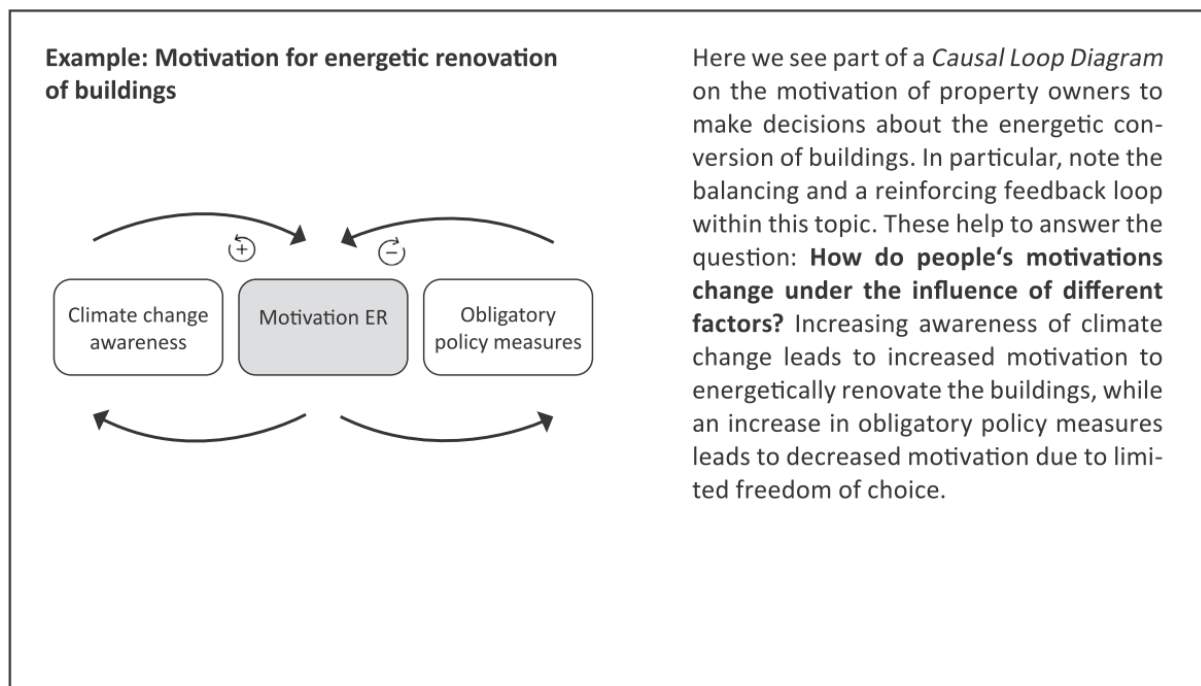 Example: Motivation for energetic renovation
of buildings
+
−
Climate change
awareness
Motivation ER
Obligatory
policy measures
Here we see part of a Causal Loop Diagram
on the motivation of property owners to
make decisions about the energetic con-
version of buildings. In particular, note the
balancing and a reinforcing feedback loop
within this topic. These help to answer the
question: How do people‘s motivations
change under the influence of different
factors? Increasing awareness of climate
change leads to increased motivation to
energetically renovate the buildings, while
an increase in obligatory policy measures
leads to decreased motivation due to limi-
ted freedom of choice.